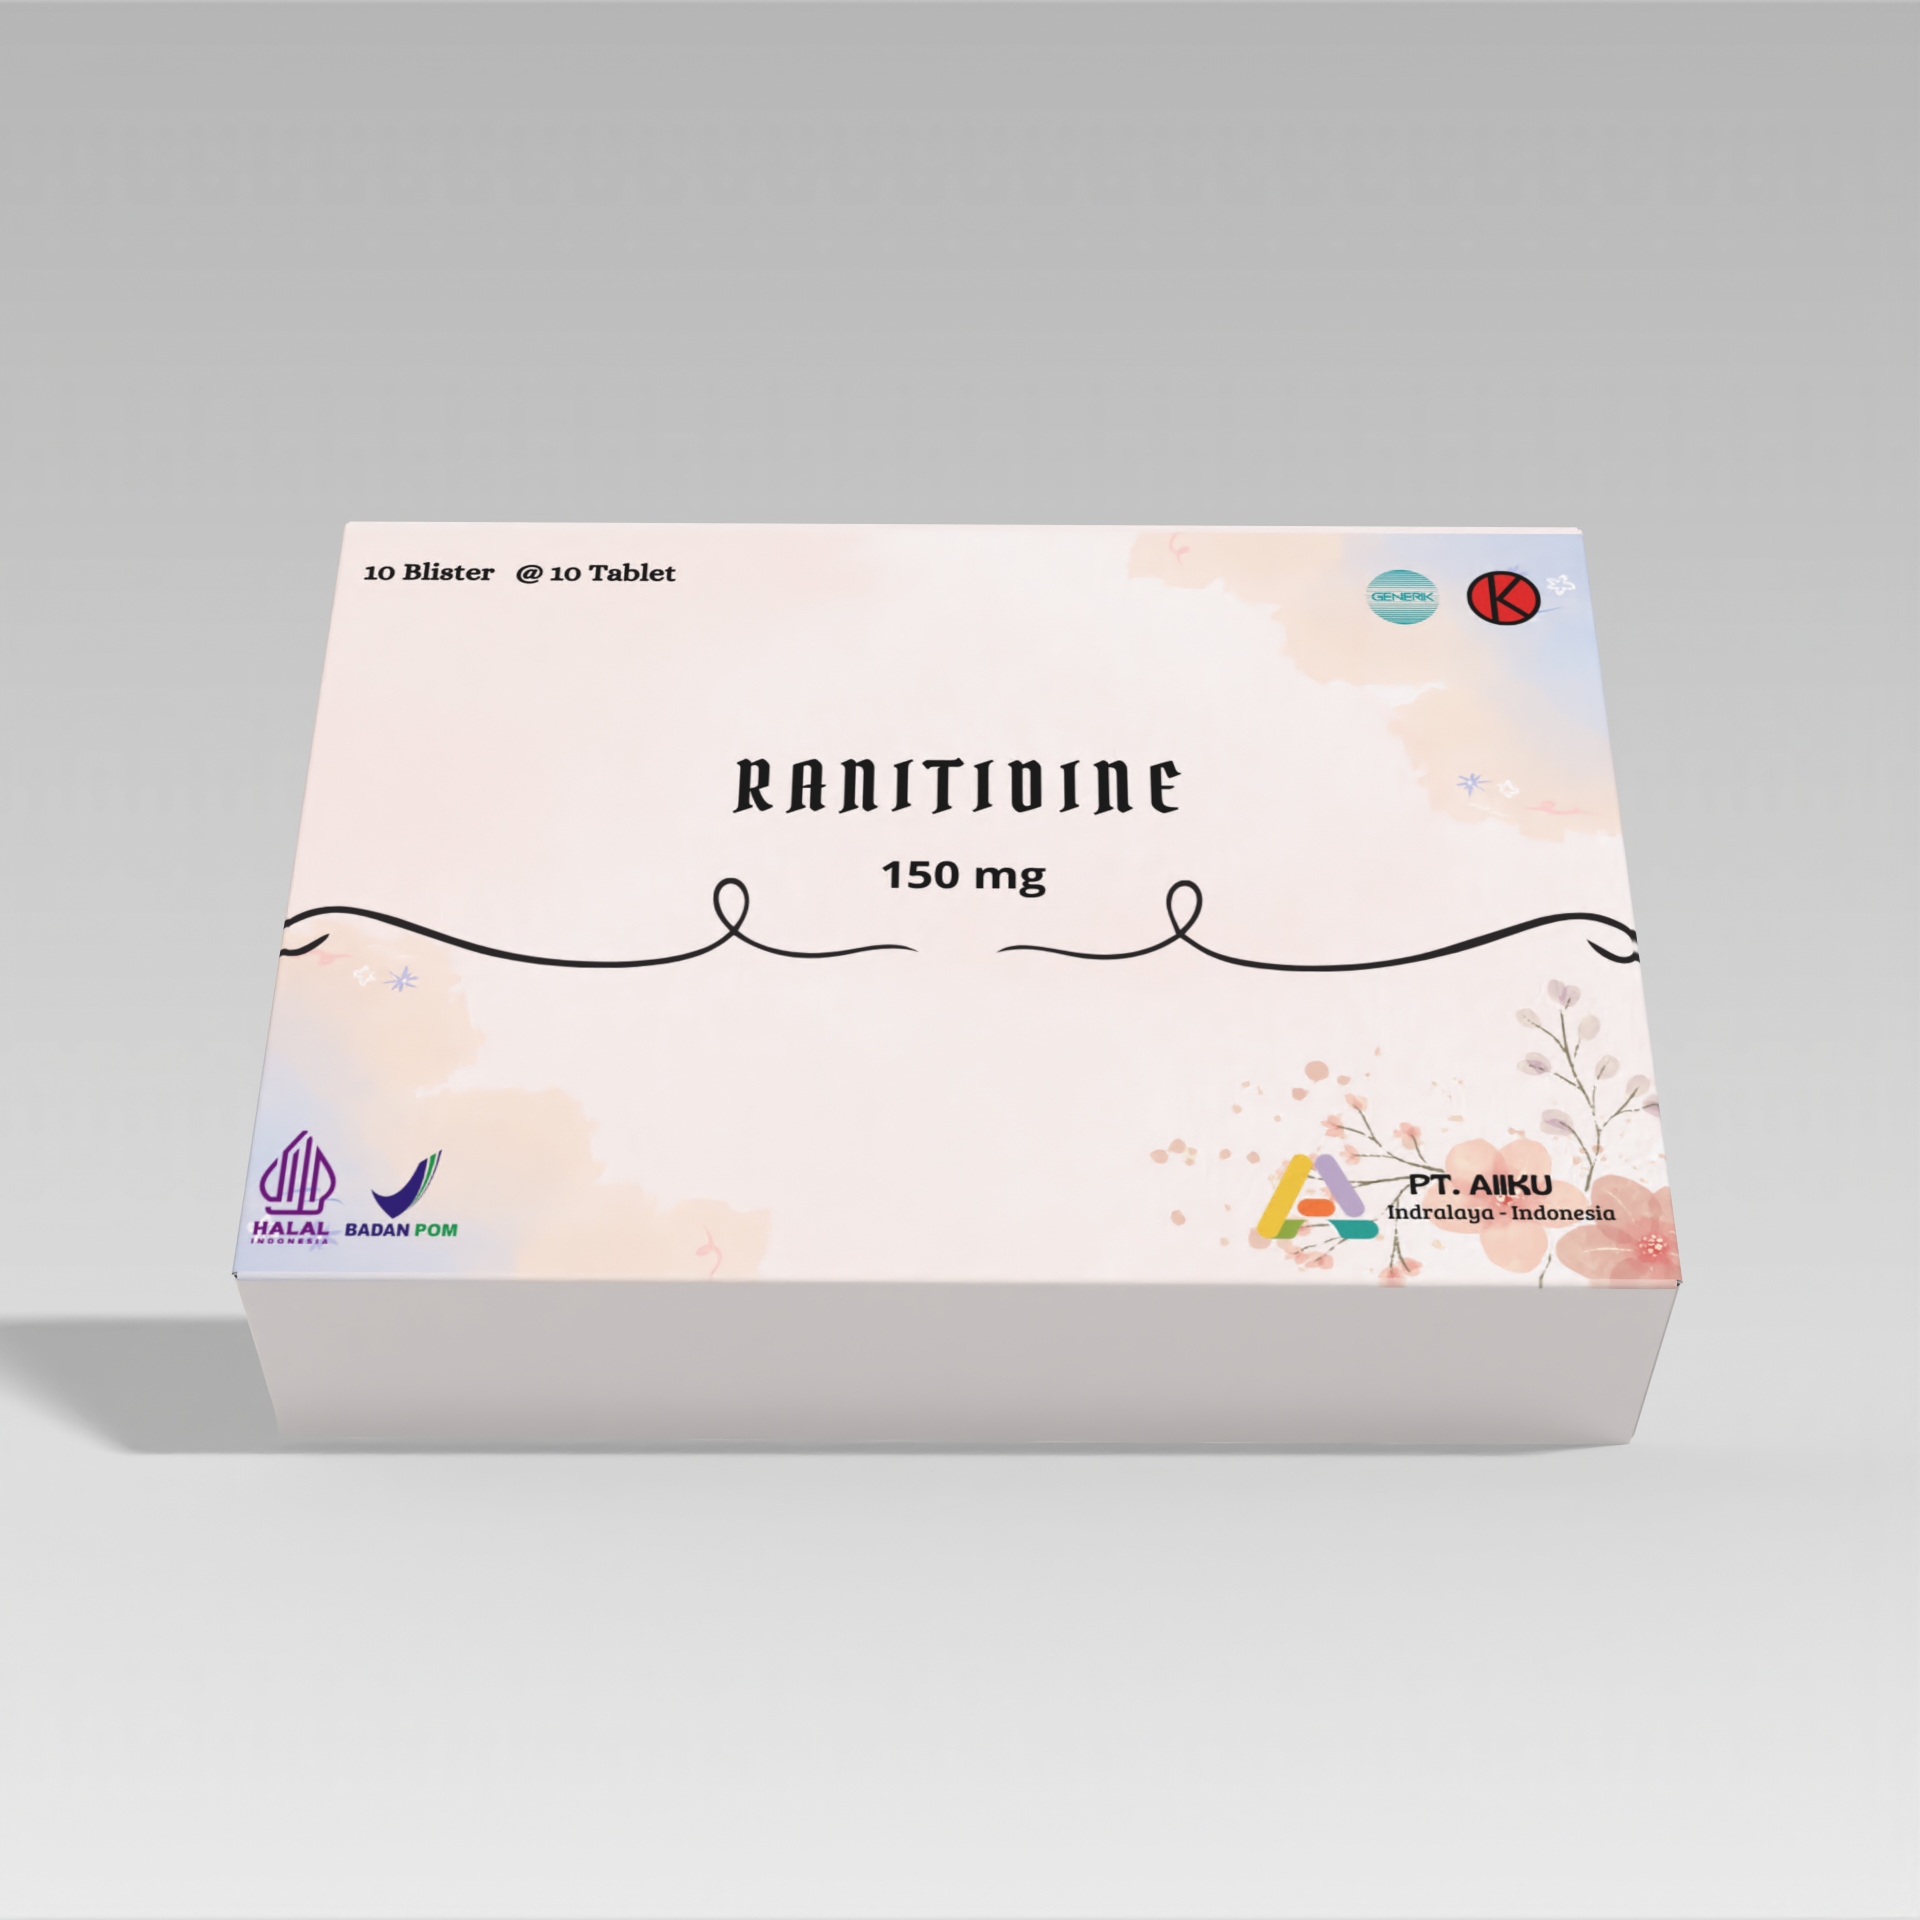 10 Blister @ 10 Tablet
GENERIK
K
RANITIDINE
150 mg
HALAL
INDONESIA
BADAN POM
PT. AIIKU
Indralaya - Indonesia